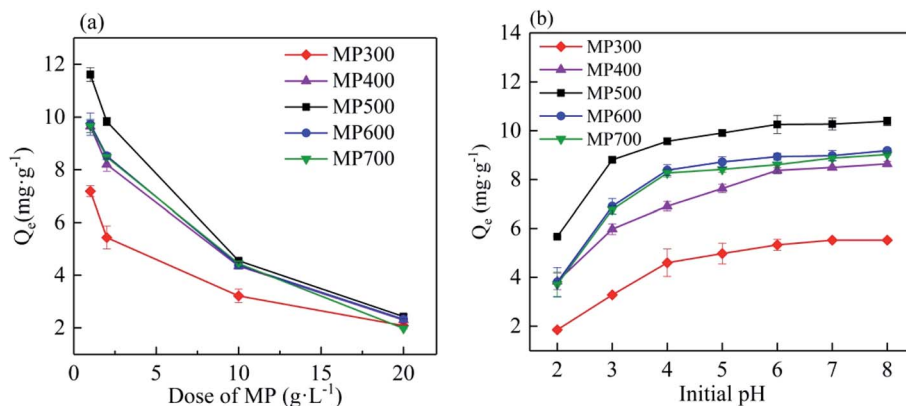 (a)
Qe(mg·g-1)
12
10
8
6
4
2
MP300
MP400
MP500
MP600
MP700
0
5
10
15
20
Dose of MP (g·L-1)
(b)
Qe (mg·g-1)
14
12
10
8
6
4
2
MP300
MP400
MP500
MP600
MP700
2
3
4
5
6
7
8
Initial pH